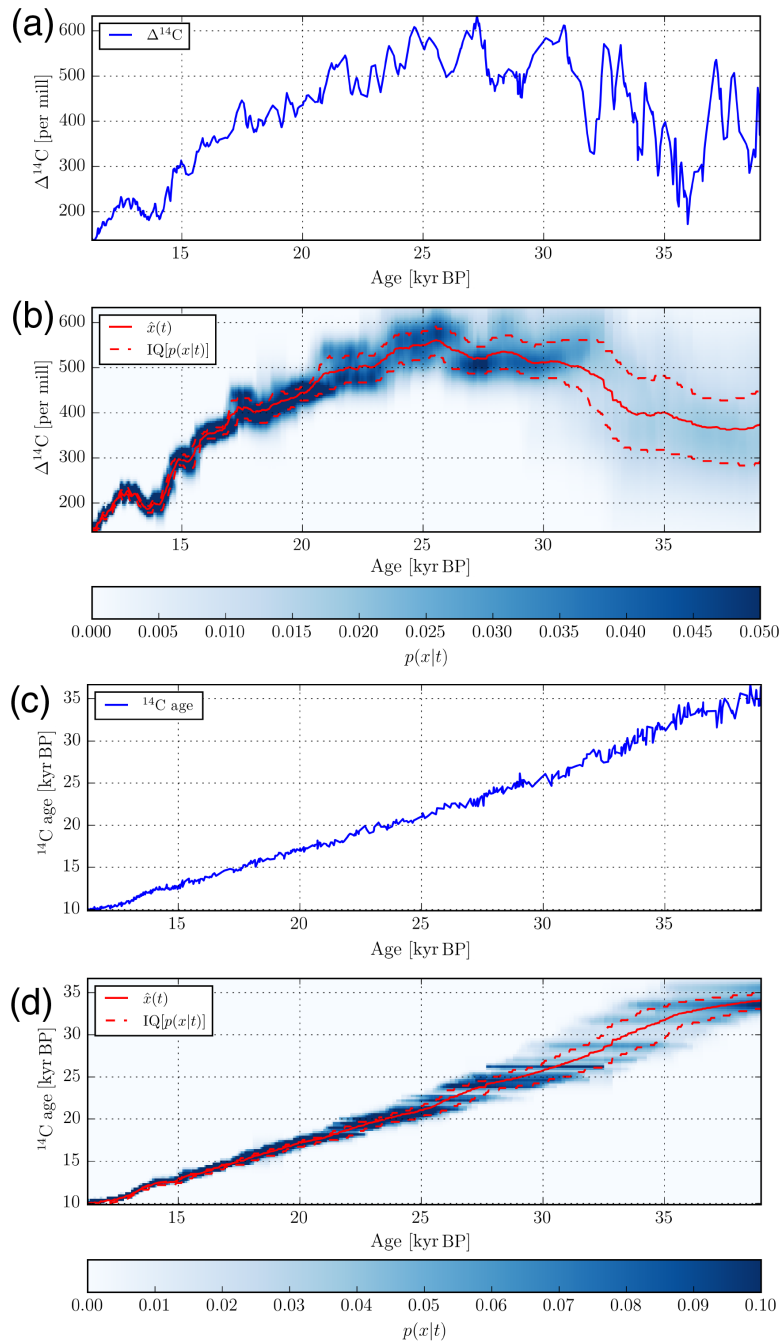 (a)
Δ¹⁴C
600
500
400
300
200
Δ¹⁴C [per mill]
15 20 25 30 35
Age [kyr BP]
(b)
x̂(t)
IQ[p(x|t)]
600
500
400
300
200
Δ¹⁴C [per mill]
15 20 25 30 35
Age [kyr BP]
0.000 0.005 0.010 0.015 0.020 0.025 0.030 0.035 0.040 0.045 0.050
p(x|t)
(c)
¹⁴C age
35
30
25
20
15
10
¹⁴C age [kyr BP]
15 20 25 30 35
Age [kyr BP]
(d)
x̂(t)
IQ[p(x|t)]
35
30
25
20
15
10
¹⁴C age [kyr BP]
15 20 25 30 35
Age [kyr BP]
0.00 0.01 0.02 0.03 0.04 0.05 0.06 0.07 0.08 0.09 0.10
p(x|t)